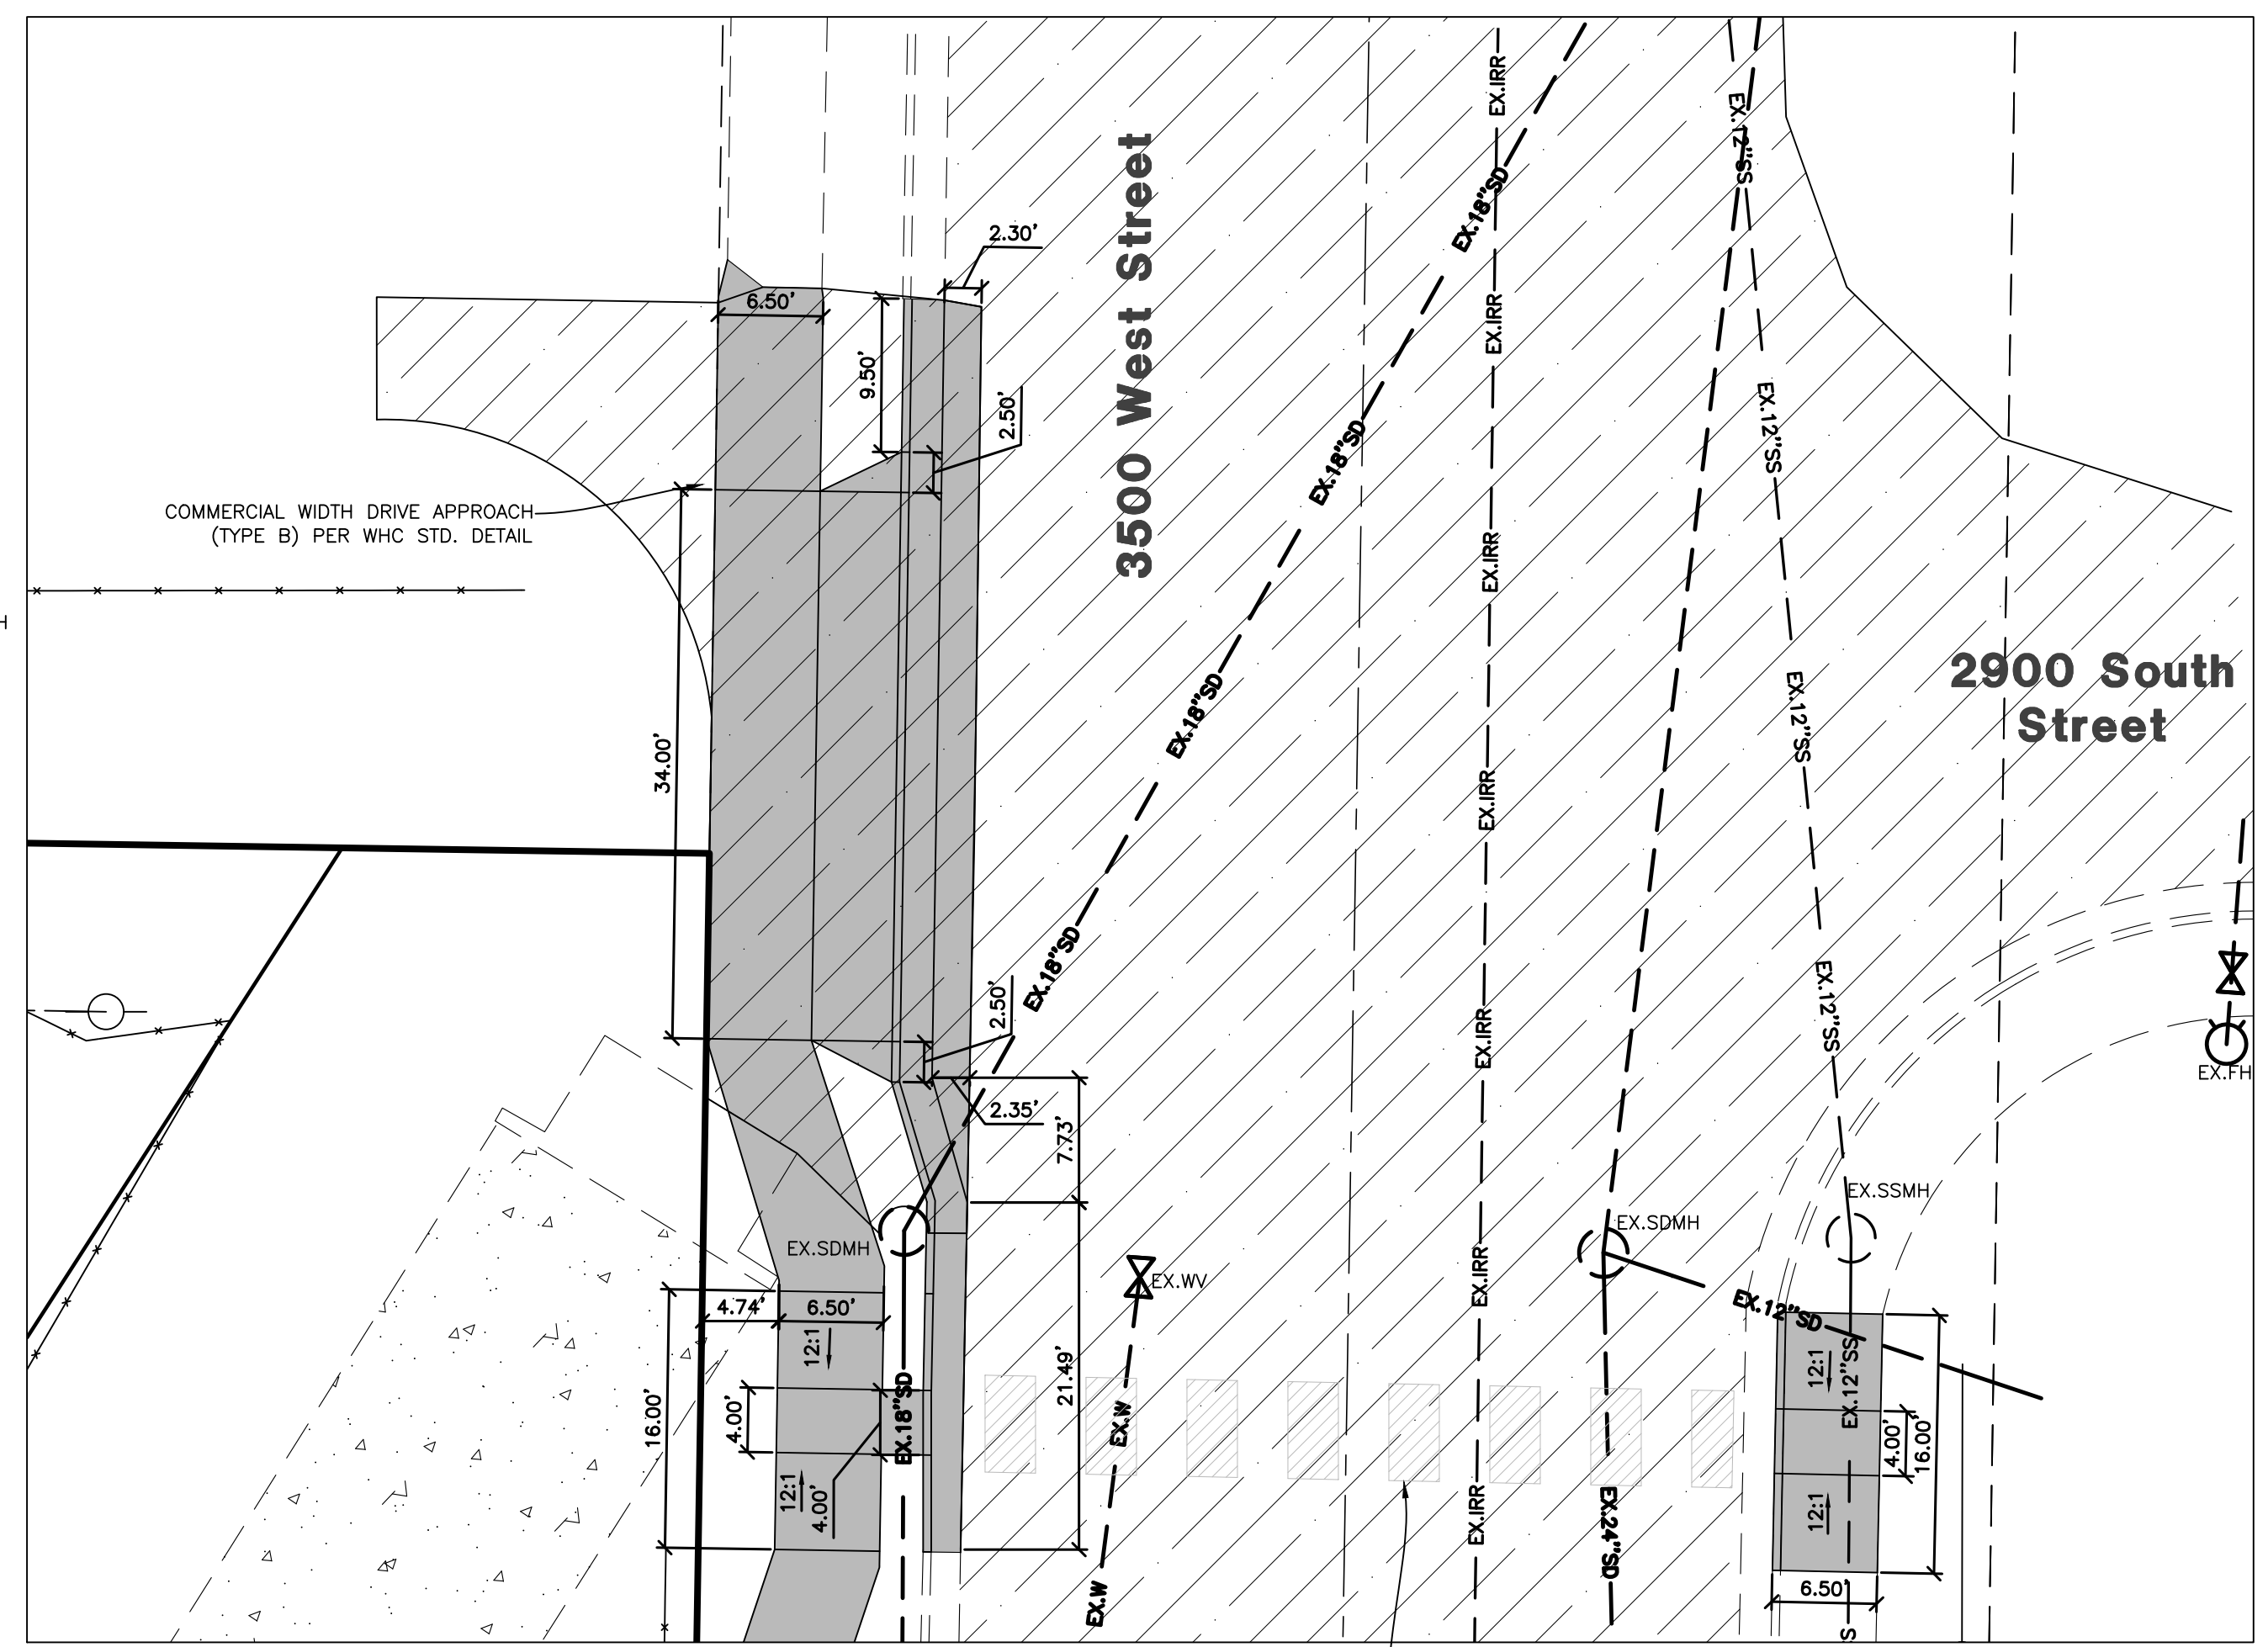 EX.IRR
EX.12"SS
EX.18"SD
2.30'
6.50'
3500 West Street
EX.IRR
9.50'
2.50'
EX.12"SS
EX.18"SD
COMMERCIAL WIDTH DRIVE APPROACH
(TYPE B) PER WHC STD. DETAIL
EX.IRR
H
2900 South
Street
EX.12"SS
EX.18"SD
34.00'
EX.IRR
EX.18"SD
2.50'
EX.12"SS
EX.IRR
EX.FH
2.35'
7.73'
EX.SSMH
EX.SDMH
EX.SDMH
EX.WV
EX.IRR
4.74'
6.50'
EX.12"SD
12:1
12:1
EX.12"SS
21.49'
16.00'
4.00'
EX.18"SD
EX.W
4.00'
16.00'
12:1
4.00'
EX.IRR
EX.24"SD
12:1
6.50'
EX.W
S